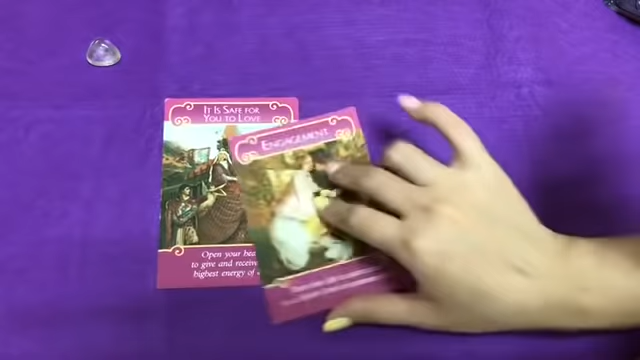 IT IS SAFE FOR
YOU TO LOVE
ENGAGEMENT
Open your hea
to give and receiv
highest energy of